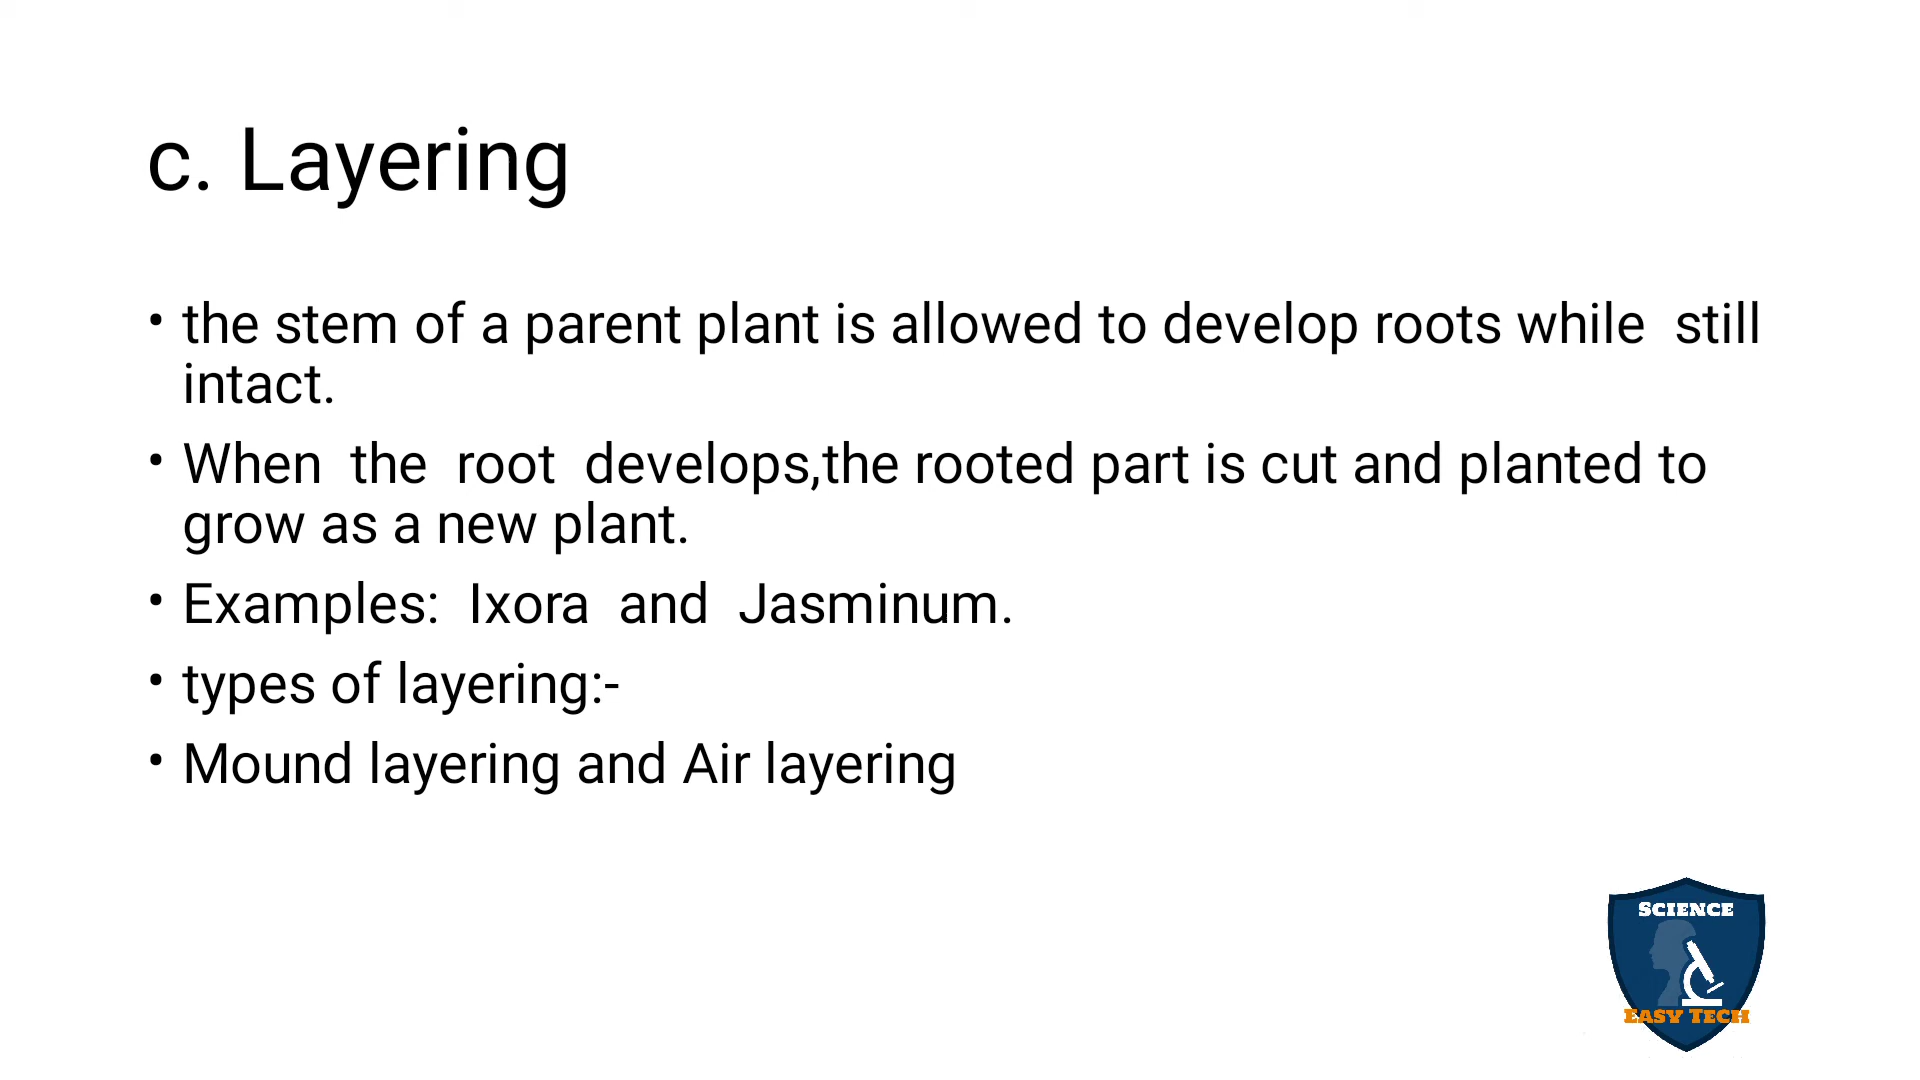 c. Layering
• the stem of a parent plant is allowed to develop roots while  still
intact.
• When  the  root  develops,the rooted part is cut and planted to
grow as a new plant.
• Examples:  Ixora  and  Jasminum.
• types of layering:-
• Mound layering and Air layering
SCIENCE
EASY TECH